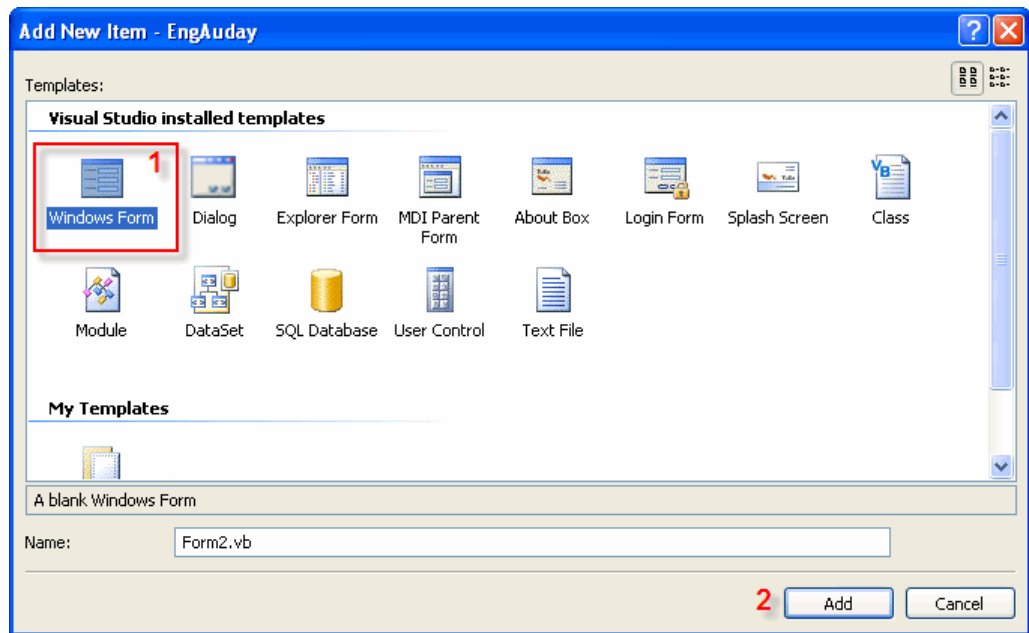 Add New Item - EngAuday
Templates:
Visual Studio installed templates
1
Windows Form Dialog Explorer Form MDI Parent Form About Box Login Form Splash Screen Class
Module DataSet SQL Database User Control Text File
My Templates
A blank Windows Form
Name: Form2.vb
2 Add Cancel